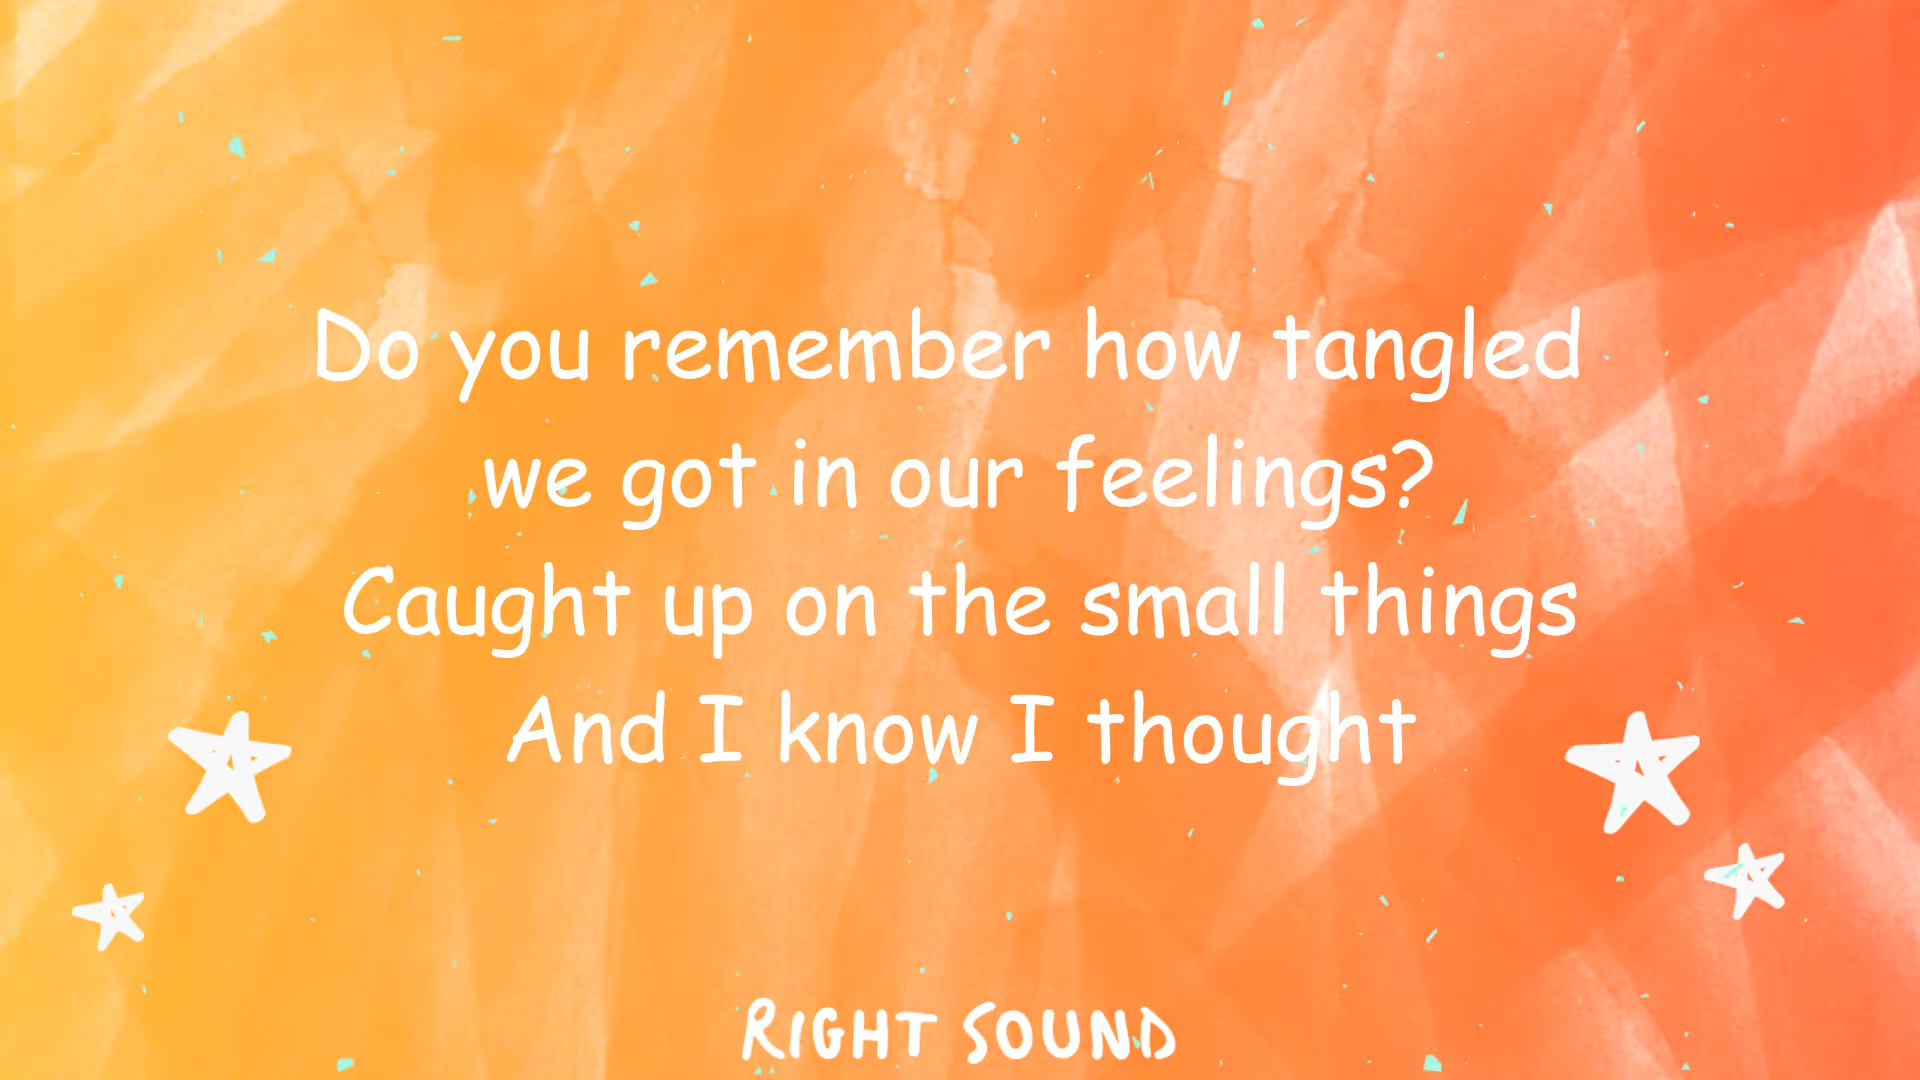 Do you remember how tangled
we got in our feelings?
Caught up on the small things
And I know I thought
RIGHT SOUND